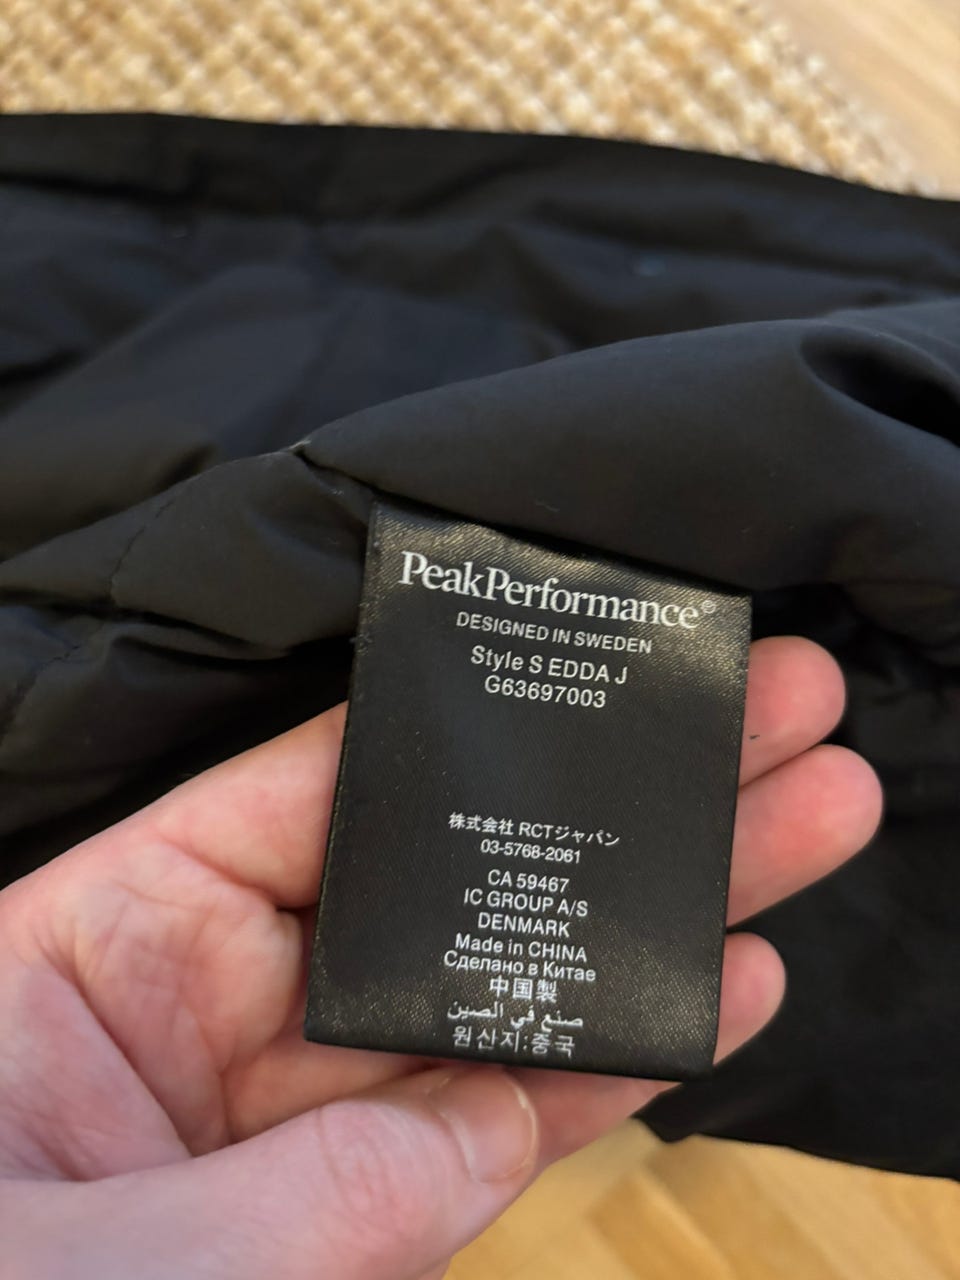 PeakPerformance®
DESIGNED IN SWEDEN
Style S EDDA J
G63697003
株式会社 RCTジャパン
03-5768-2061
CA 59467
IC GROUP A/S
DENMARK
Made in CHINA
Сделано в Китае
中国製
صنع في الصين
원산지:중국